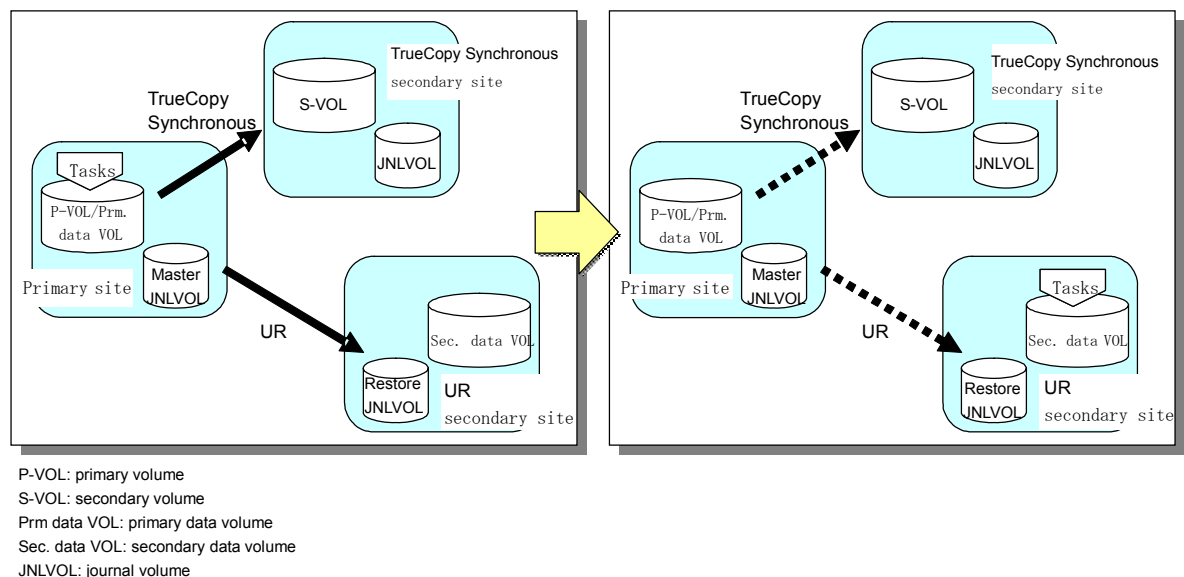 TrueCopy Synchronous
secondary site
S-VOL
JNLVOL
TrueCopy
Synchronous
Tasks
P-VOL/Prm.
data VOL
Master
JNLVOL
Primary site
UR
Sec. data VOL
Restore
JNLVOL
UR
secondary site
TrueCopy Synchronous
secondary site
S-VOL
JNLVOL
TrueCopy
Synchronous
P-VOL/Prm.
data VOL
Master
JNLVOL
Primary site
UR
Tasks
Sec. data VOL
Restore
JNLVOL
UR
secondary site
P-VOL: primary volume
S-VOL: secondary volume
Prm data VOL: primary data volume
Sec. data VOL: secondary data volume
JNLVOL: journal volume